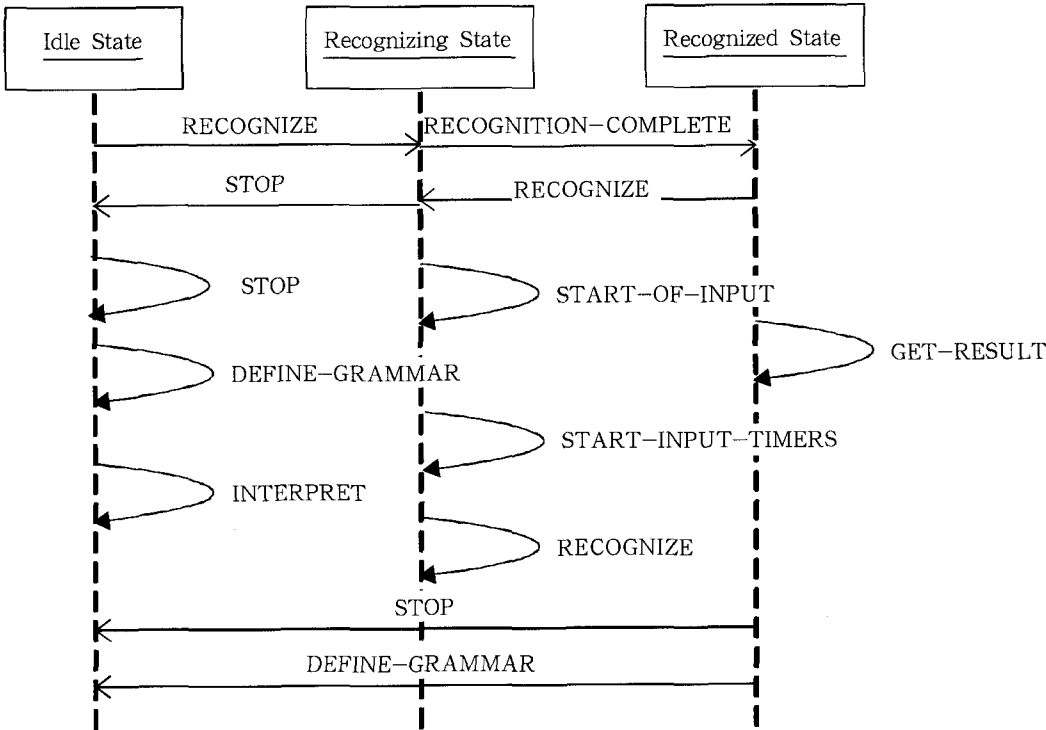 Idle State
Recognizing State
Recognized State
RECOGNIZE
RECOGNITION-COMPLETE
STOP
RECOGNIZE
STOP
START-OF-INPUT
GET-RESULT
DEFINE-GRAMMAR
START-INPUT-TIMERS
INTERPRET
RECOGNIZE
STOP
DEFINE-GRAMMAR